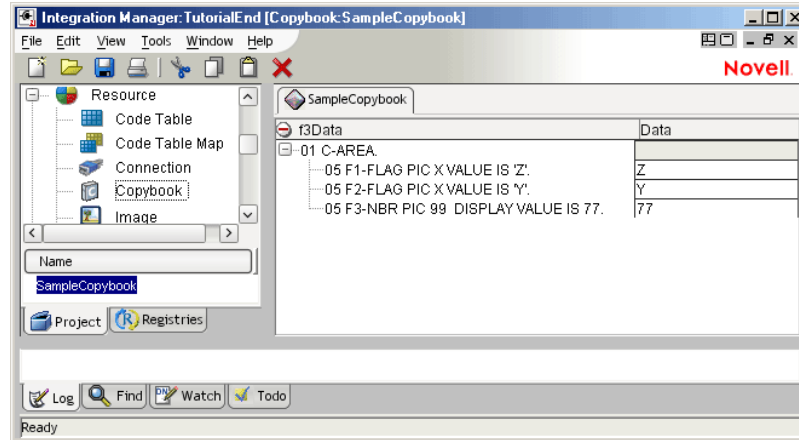 Integration Manager:TutorialEnd [Copybook:SampleCopybook]
File Edit View Tools Window Help
Novell.
Resource
Code Table
Code Table Map
Connection
Copybook
Image
Name
SampleCopybook
Project Registries
SampleCopybook
f3Data Data
01 C-AREA.
05 F1-FLAG PIC X VALUE IS 'Z'. Z
05 F2-FLAG PIC X VALUE IS 'Y'. Y
05 F3-NBR PIC 99 DISPLAY VALUE IS 77. 77
Log Find Watch Todo
Ready